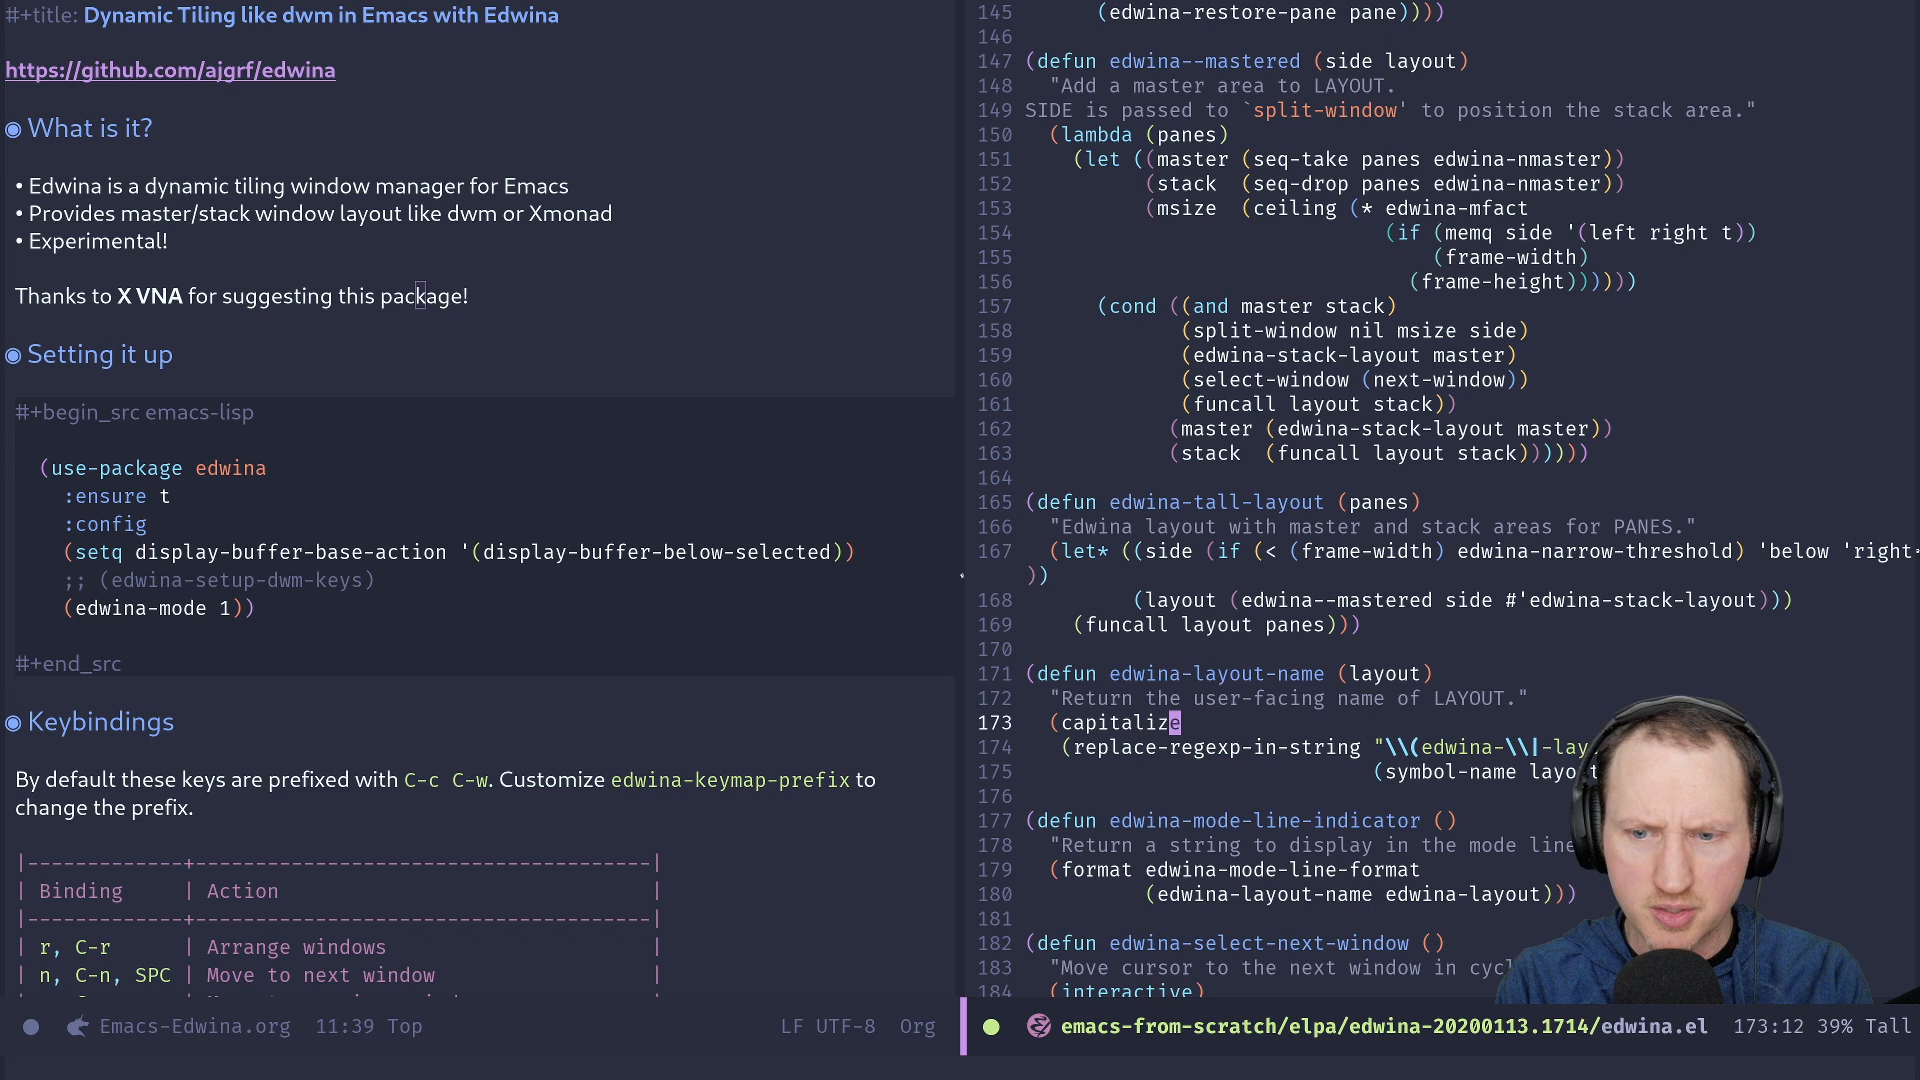 #+title: Dynamic Tiling like dwm in Emacs with Edwina
https://github.com/ajgrf/edwina
◉ What is it?
• Edwina is a dynamic tiling window manager for Emacs
• Provides master/stack window layout like dwm or Xmonad
• Experimental!
Thanks to X VNA for suggesting this package!
◉ Setting it up
#+begin_src emacs-lisp
(use-package edwina
:ensure t
:config
(setq display-buffer-base-action '(display-buffer-below-selected))
;; (edwina-setup-dwm-keys)
(edwina-mode 1))
#+end_src
◉ Keybindings
By default these keys are prefixed with C-c C-w. Customize edwina-keymap-prefix to
change the prefix.
|-------------+---------------------------------------|
| Binding | Action |
|-------------+---------------------------------------|
| r, C-r | Arrange windows |
| n, C-n, SPC | Move to next window |
Emacs-Edwina.org 11:39 Top LF UTF-8 Org
145 (edwina-restore-pane pane))))
146
147 (defun edwina--mastered (side layout)
148 "Add a master area to LAYOUT.
149 SIDE is passed to `split-window' to position the stack area."
150 (lambda (panes)
151 (let ((master (seq-take panes edwina-nmaster))
152 (stack (seq-drop panes edwina-nmaster))
153 (msize (ceiling (* edwina-mfact
154 (if (memq side '(left right t))
155 (frame-width)
156 (frame-height))))))
157 (cond ((and master stack)
158 (split-window nil msize side)
159 (edwina-stack-layout master)
160 (select-window (next-window))
161 (funcall layout stack))
162 (master (edwina-stack-layout master))
163 (stack (funcall layout stack))))))
164
165 (defun edwina-tall-layout (panes)
166 "Edwina layout with master and stack areas for PANES."
167 (let* ((side (if (< (frame-width) edwina-narrow-threshold) 'below 'right
))
168 (layout (edwina--mastered side #'edwina-stack-layout)))
169 (funcall layout panes)))
170
171 (defun edwina-layout-name (layout)
172 "Return the user-facing name of LAYOUT."
173 (capitalize
174 (replace-regexp-in-string "\\(edwina-\\|-lay
175 (symbol-name layout
176
177 (defun edwina-mode-line-indicator ()
178 "Return a string to display in the mode line
179 (format edwina-mode-line-format
180 (edwina-layout-name edwina-layout)))
181
182 (defun edwina-select-next-window ()
183 "Move cursor to the next window in cyc
184 (interactive)
emacs-from-scratch/elpa/edwina-20200113.1714/edwina.el 173:12 39% Tall